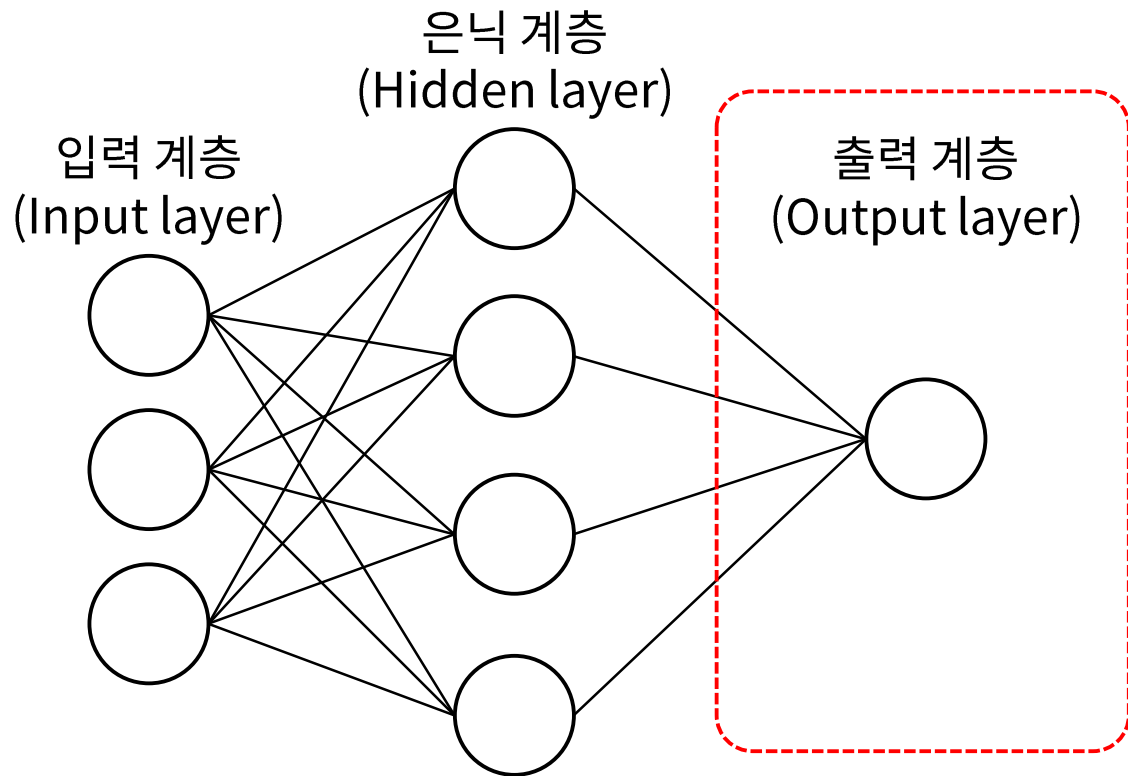 은닉 계층
(Hidden layer)
입력 계층
(Input layer)
출력 계층
(Output layer)